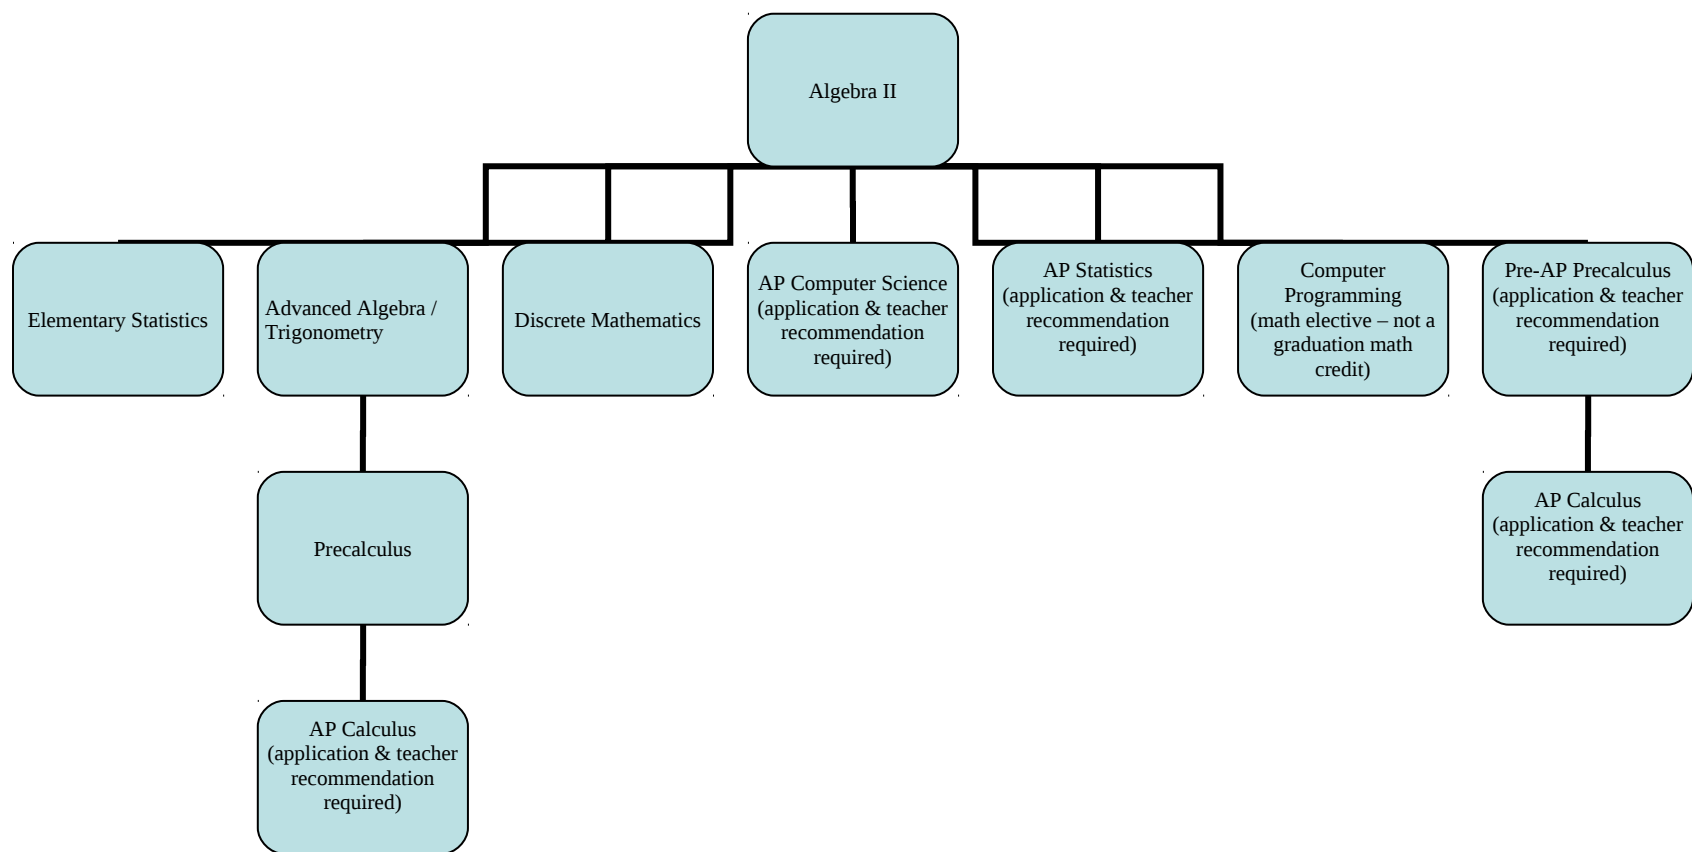 Algebra II
Elementary Statistics
Advanced Algebra /
Trigonometry
Discrete Mathematics
AP Computer Science
(application & teacher
recommendation
required)
AP Statistics
(application & teacher
recommendation
required)
Computer
Programming
(math elective – not a
graduation math
credit)
Pre-AP Precalculus
(application & teacher
recommendation
required)
Precalculus
AP Calculus
(application & teacher
recommendation
required)
AP Calculus
(application & teacher
recommendation
required)